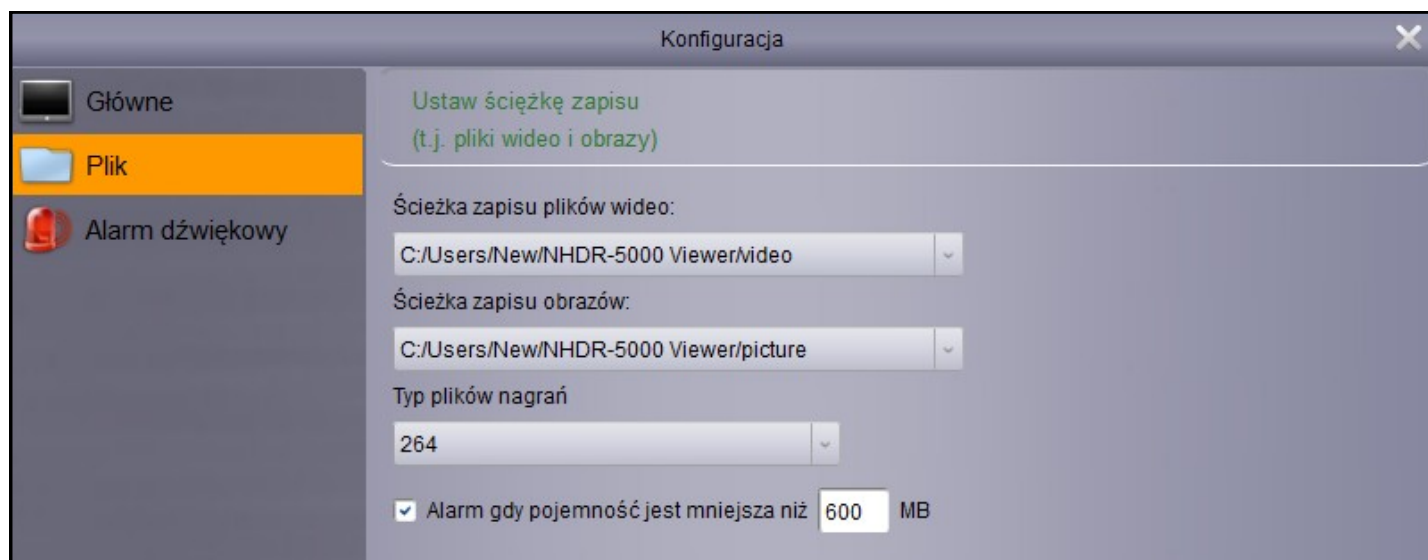 Konfiguracja
Główne
Plik
Alarm dźwiękowy
Ustaw ściężkę zapisu
(t.j. pliki wideo i obrazy)
Ścieżka zapisu plików wideo:
C:/Users/New/NHDR-5000 Viewer/video
Ścieżka zapisu obrazów:
C:/Users/New/NHDR-5000 Viewer/picture
Typ plików nagrań
264
Alarm gdy pojemność jest mniejsza niż 600 MB